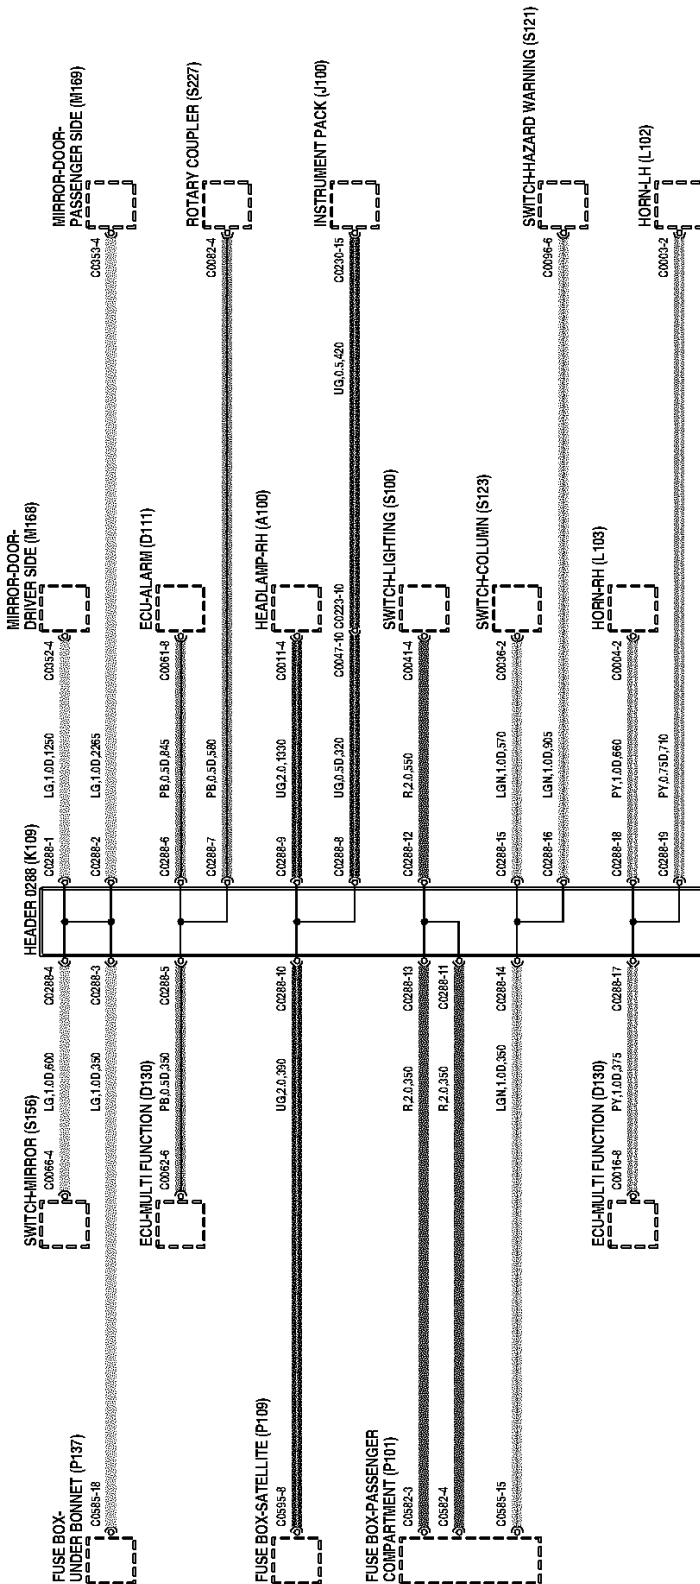 HEADER 0288 (K109)
FUSE BOX-
UNDER BONNET (P137)
C0585-18
LG,1.0D,350
C0288-3
SWITCH-MIRROR (S156)
C0066-4
LG,1.0D,600
C0288-4
C0288-1
LG,1.0D,1250
C0352-4
MIRROR-DOOR-
DRIVER SIDE (M168)
C0288-2
LG,1.0D,2265
C0353-4
MIRROR-DOOR-
PASSENGER SIDE (M169)
ECU-MULTI FUNCTION (D130)
C0062-6
PB,0.5D,350
C0288-5
C0288-6
PB,0.5D,845
C0061-8
ECU-ALARM (D111)
C0288-7
PB,0.5D,580
C0082-4
ROTARY COUPLER (S227)
FUSE BOX-SATELLITE (P109)
C0595-8
UG,2.0,390
C0288-10
C0288-9
UG,2.0,1330
C0011-4
HEADLAMP-RH (A100)
C0288-8
UG,0.5D,320
C0047-10
C0223-10
UG,0.5,420
C0230-15
INSTRUMENT PACK (J100)
FUSE BOX-PASSENGER
COMPARTMENT (P101)
C0582-3
R,2.0,350
C0288-13
C0288-12
R,2.0,550
C0041-4
SWITCH-LIGHTING (S100)
C0582-4
R,2.0,350
C0288-11
C0585-15
LGN,1.0D,350
C0288-14
C0288-15
LGN,1.0D,570
C0036-2
SWITCH-COLUMN (S123)
C0288-16
LGN,1.0D,905
C0096-6
SWITCH-HAZARD WARNING (S121)
ECU-MULTI FUNCTION (D130)
C0016-8
PY,1.0D,375
C0288-17
C0288-18
PY,1.0D,660
C0004-2
HORN-RH (L103)
C0288-19
PY,0.75D,710
C0003-2
HORN-LH (L102)